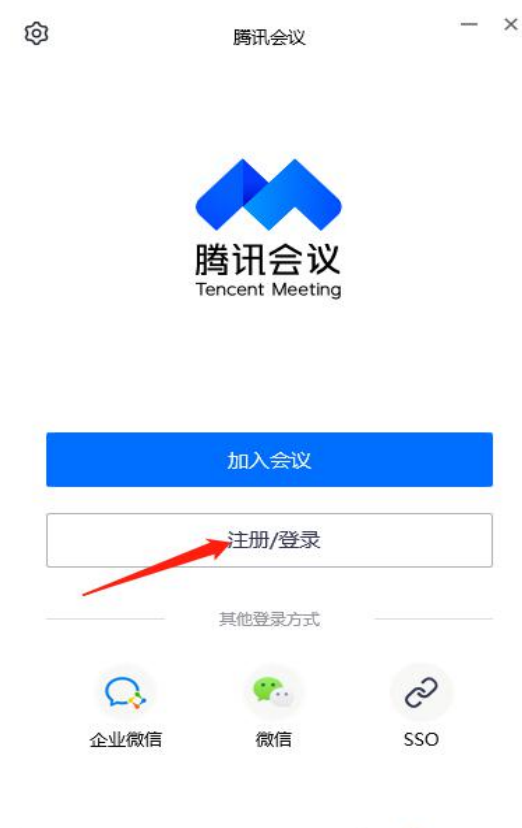 腾讯会议
腾讯会议
Tencent Meeting
加入会议
注册/登录
其他登录方式
企业微信
微信
SSO